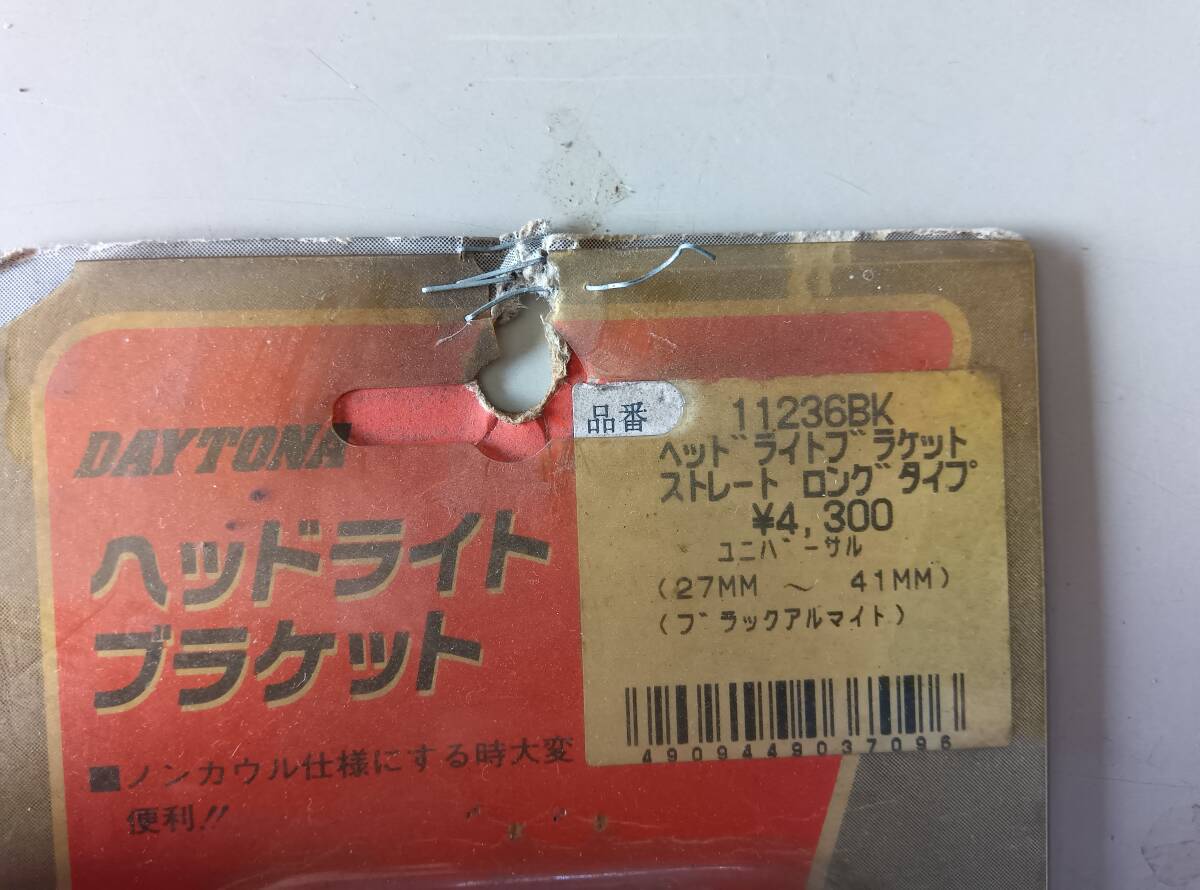 DAYTONA
ヘッドライト
ブラケット
■ノンカウル仕様にする時大変
便利!!
品番
11236BK
ヘッドライトブラケット
ストレート ロングタイプ
¥4,300
ユニバーサル
(27MM ～ 41MM)
(ブラックアルマイト)
4909449037096